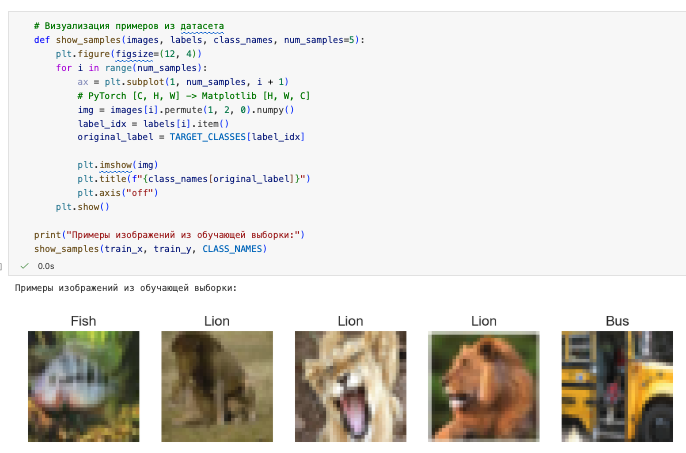 # Визуализация примеров из датасета
def show_samples(images, labels, class_names, num_samples=5):
    plt.figure(figsize=(12, 4))
    for i in range(num_samples):
        ax = plt.subplot(1, num_samples, i + 1)
        # PyTorch [C, H, W] -> Matplotlib [H, W, C]
        img = images[i].permute(1, 2, 0).numpy()
        label_idx = labels[i].item()
        original_label = TARGET_CLASSES[label_idx]

        plt.imshow(img)
        plt.title(f"{class_names[original_label]}")
        plt.axis("off")
    plt.show()

print("Примеры изображений из обучающей выборки:")
show_samples(train_x, train_y, CLASS_NAMES)
0.0s
Примеры изображений из обучающей выборки:
Fish Lion Lion Lion Bus